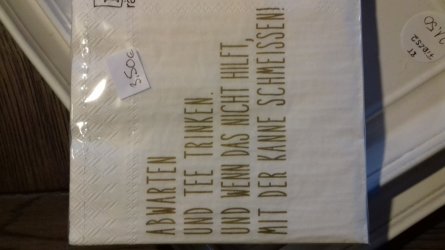 3.50€
ABWARTEN
UND TEE TRINKEN.
UND WENN DAS NICHT HILFT,
MIT DER KANNE SCHMEISSEN!